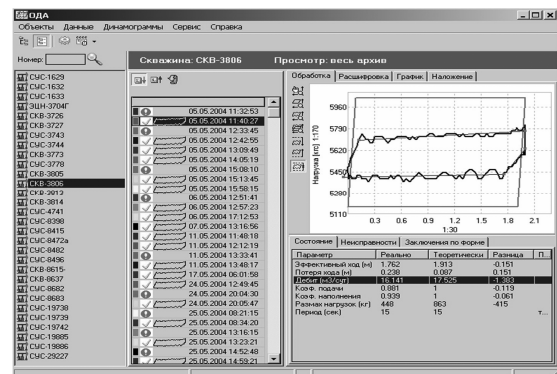 ОДА
Объекты Данные Динамограммы Сервис Справка
Номер:
Скважина: СКВ-3806 Просмотр: весь архив
СУС-1629
СУС-1632
СУС-1633
ЭЦН-3704Г
СКВ-3726
СКВ-3727
СУС-3743
СУС-3744
СКВ-3773
СУС-3778
СКВ-3805
СКВ-3806
СКВ-3813
СКВ-3814
СУС-4741
СУС-8398
СУС-8415
СУС-8472а
СУС-8482
СУС-8496
СКВ-8615
СКВ-8637
СУС-8682
СУС-8683
СУС-19738
СУС-19739
СУС-19742
СУС-19885
СУС-19886
СУС-29227
05.05.2004 11:32:53
05.05.2004 11:40:27
05.05.2004 12:33:45
05.05.2004 12:42:55
05.05.2004 13:09:49
05.05.2004 14:05:19
05.05.2004 15:08:10
05.05.2004 15:13:45
05.05.2004 15:58:15
06.05.2004 12:51:41
06.05.2004 12:57:23
06.05.2004 17:12:53
07.05.2004 13:16:56
11.05.2004 11:48:18
11.05.2004 12:12:19
11.05.2004 13:33:41
11.05.2004 13:48:17
17.05.2004 06:01:58
24.05.2004 12:49:45
24.05.2004 20:04:30
24.05.2004 20:05:47
25.05.2004 08:21:15
25.05.2004 08:34:20
25.05.2004 13:16:15
25.05.2004 13:23:21
25.05.2004 14:52:48
25.05.2004 14:59:21
Обработка Расшифровка График Наложение
Нагрузка [кгс] 1:170
5960
5790
5620
5450
5280
5110
0.3 0.6 0.9 1.2 1.5 1.8 2.1
1:30
Состояние Неисправности Заключения по форме
Параметр Реально Теоретически Разница П...
Эффективный ход (м) 1.762 1.913 -0.151
Потеря хода (м) 0.238 0.087 0.151
Дебит (м3/сут) 16.141 17.525 -1.383
Коэф. подачи 0.881 1 -0.119
Коэф. наполнения 0.939 1 -0.061
Размах нагрузок (кг) 448 863 -415
Период (сек) 15 15 т...